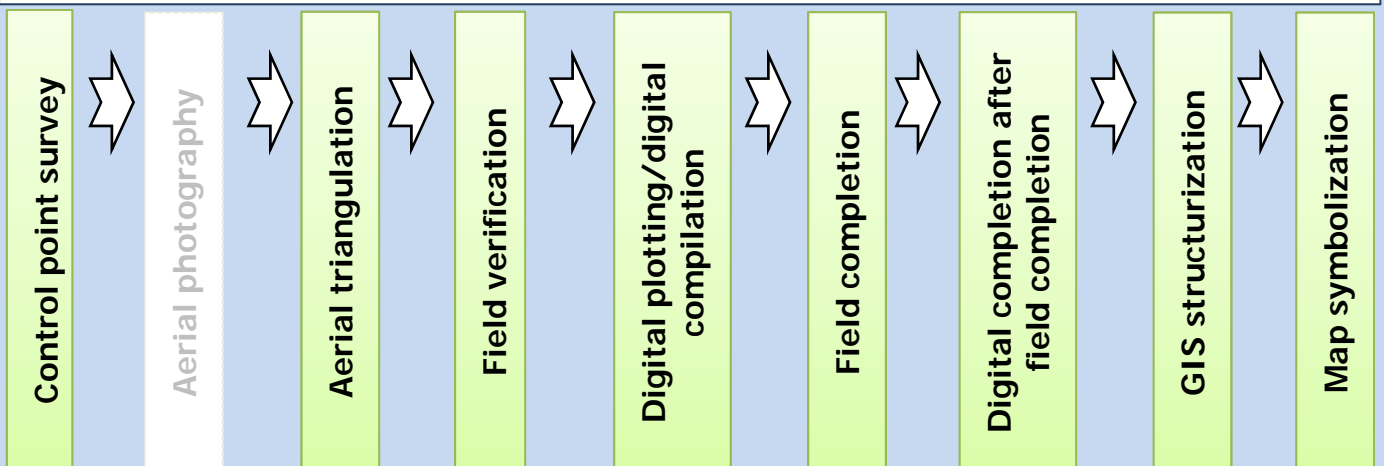 Control point survey
Aerial photography
Aerial triangulation
Field verification
Digital plotting/digital
compilation
Field completion
Digital completion after
field completion
GIS structurization
Map symbolization